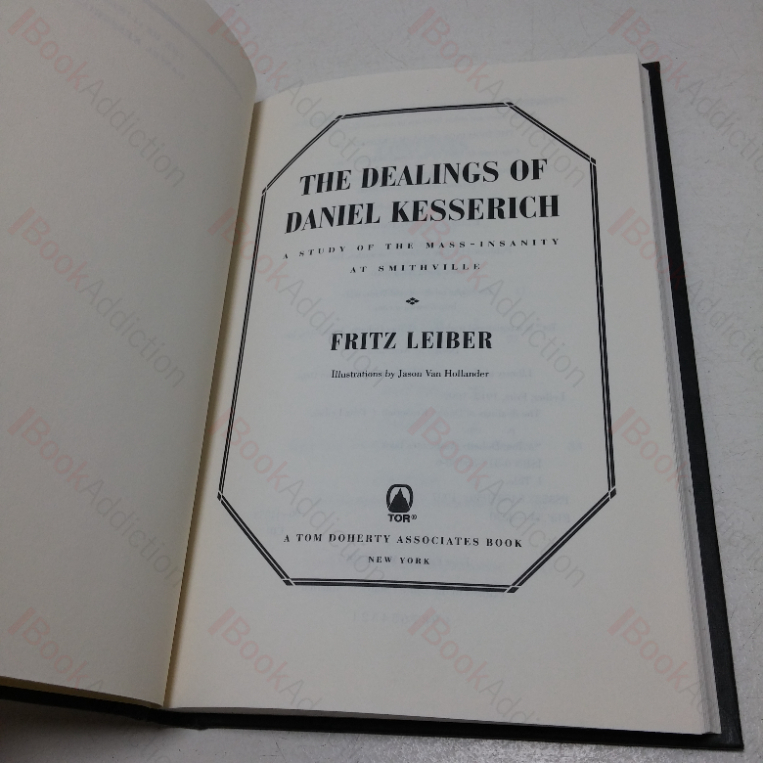 THE DEALINGS OF
DANIEL KESSERICH
A STUDY OF THE MASS-INSANITY
AT SMITHVILLE
FRITZ LEIBER
Illustrations by Jason Van Hollander
TOR®
A TOM DOHERTY ASSOCIATES BOOK
NEW YORK
BookAddiction